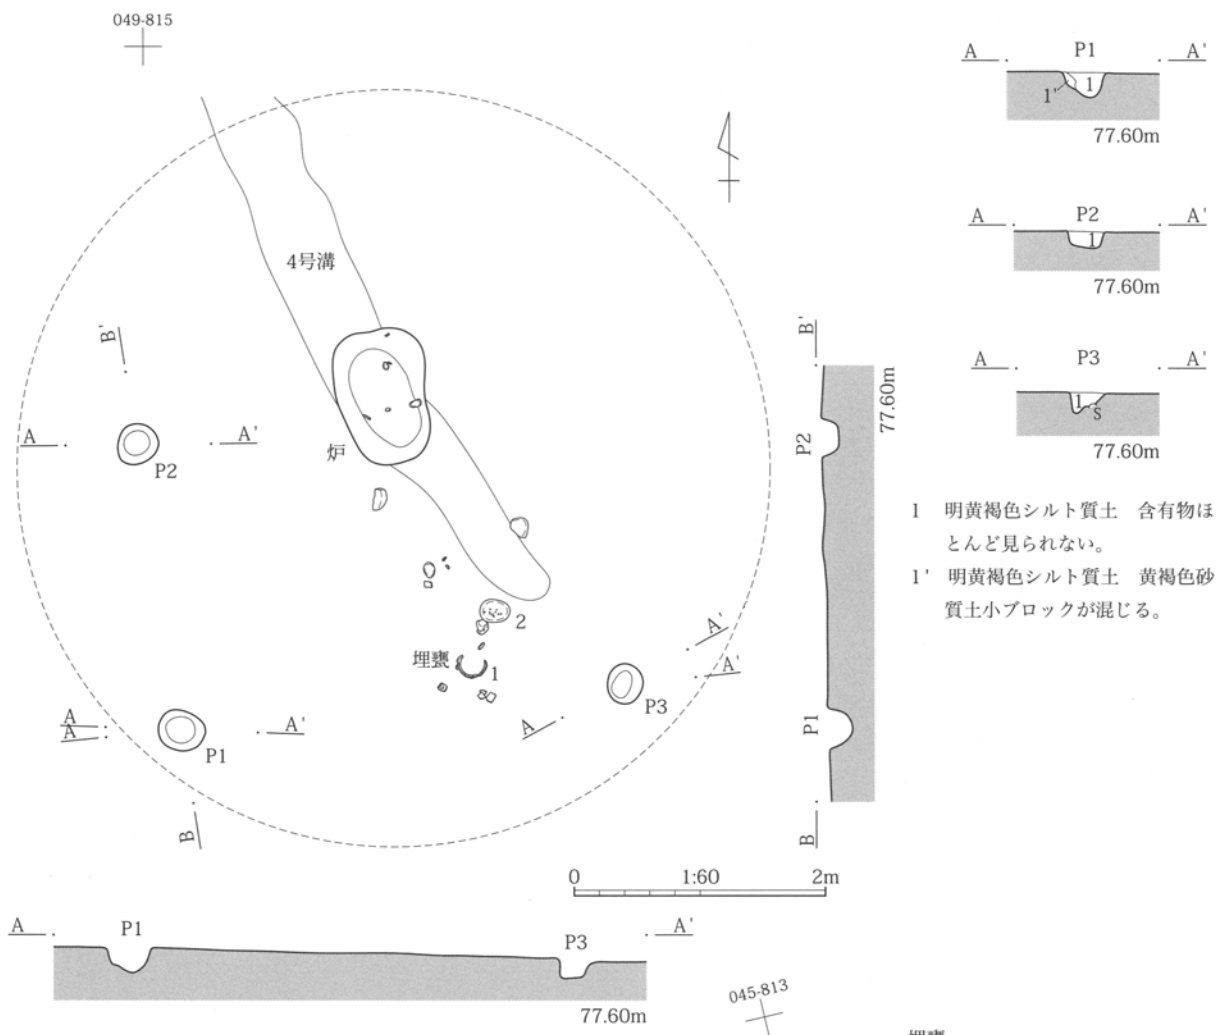 049-815
4号溝
B'
A
A'
P2
炉
2
埋甕
1
A'
A'
P3
A
A
A
A'
P1
B
B'
77.60m
P2
P1
B
0
1:60
2m
A
P1
A'
1'
1
77.60m
A
P2
A'
1
77.60m
A
P3
A'
1
S
77.60m
1 明黄褐色シルト質土 含有物ほ
とんど見られない。
1' 明黄褐色シルト質土 黄褐色砂
質土小ブロックが混じる。
A
P1
P3
A'
77.60m
045-813